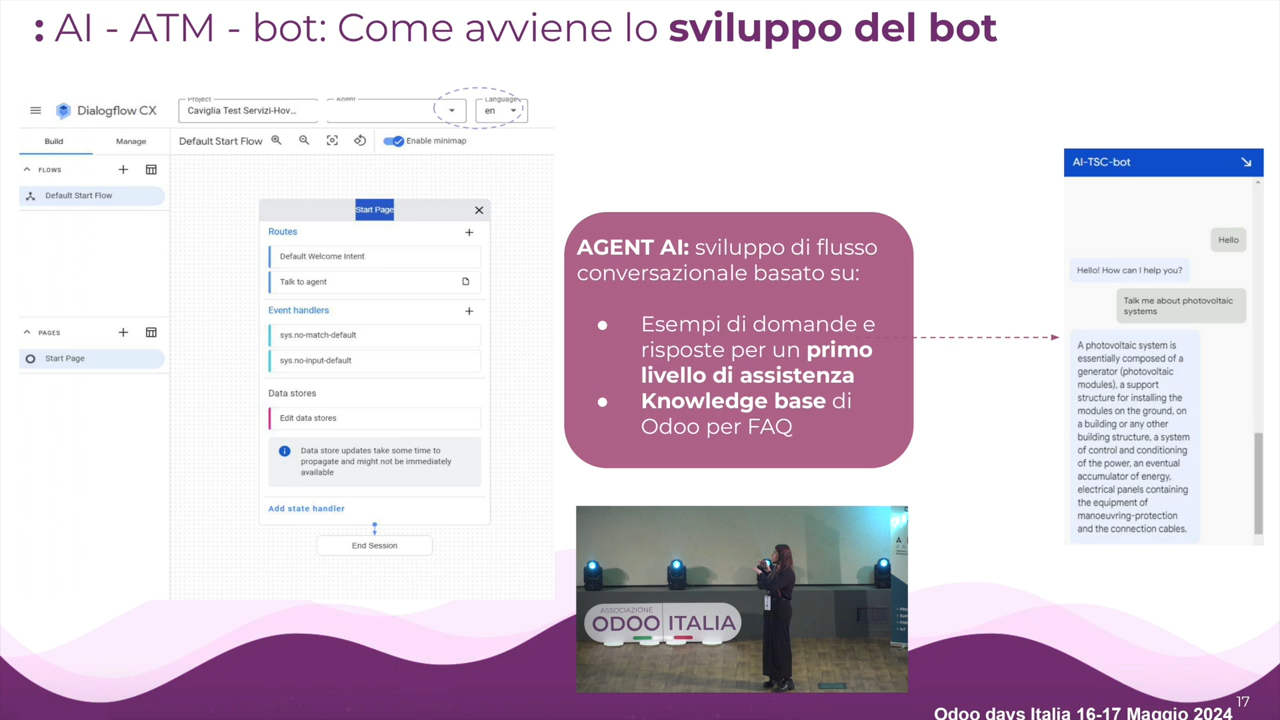 : AI - ATM - bot: Come avviene lo sviluppo del bot
Dialogflow CX
Project
Caviglia Test Servizi-Hov...
Agent
Language
en
Build
Manage
Default Start Flow
Enable minimap
FLOWS
Default Start Flow
PAGES
Start Page
Start Page
Routes
Default Welcome Intent
Talk to agent
Event handlers
sys.no-match-default
sys.no-input-default
Data stores
Edit data stores
Data store updates take some time to
propagate and might not be immediately
available
Add state handler
End Session
AGENT AI: sviluppo di flusso
conversazionale basato su:
● Esempi di domande e
risposte per un primo
livello di assistenza
● Knowledge base di
Odoo per FAQ
AI-TSC-bot
Hello
Hello! How can I help you?
Talk me about photovoltaic
systems
A photovoltaic system is
essentially composed of a
generator (photovoltaic
modules), a support
structure for installing the
modules on the ground, on
a building or any other
building structure, a system
of control and conditioning
of the power, an eventual
accumulator of energy,
electrical panels containing
the equipment of
manoeuvring-protection
and the connection cables.
ASSOCIAZIONE
ODOO ITALIA
17
Odoo days Italia 16-17 Maggio 2024